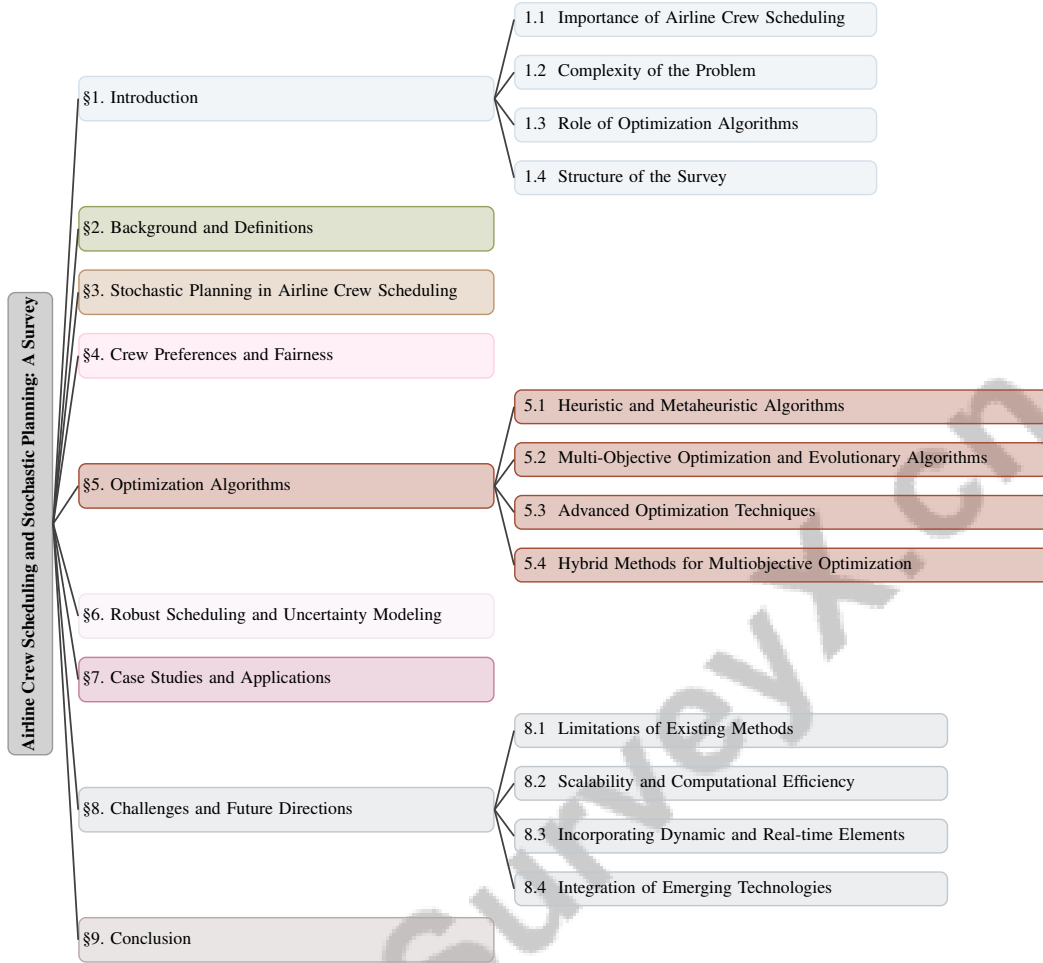 Airline Crew Scheduling and Stochastic Planning: A Survey
§1. Introduction
1.1 Importance of Airline Crew Scheduling
1.2 Complexity of the Problem
1.3 Role of Optimization Algorithms
1.4 Structure of the Survey
§2. Background and Definitions
§3. Stochastic Planning in Airline Crew Scheduling
§4. Crew Preferences and Fairness
§5. Optimization Algorithms
5.1 Heuristic and Metaheuristic Algorithms
5.2 Multi-Objective Optimization and Evolutionary Algorithms
5.3 Advanced Optimization Techniques
5.4 Hybrid Methods for Multiobjective Optimization
§6. Robust Scheduling and Uncertainty Modeling
§7. Case Studies and Applications
§8. Challenges and Future Directions
8.1 Limitations of Existing Methods
8.2 Scalability and Computational Efficiency
8.3 Incorporating Dynamic and Real-time Elements
8.4 Integration of Emerging Technologies
§9. Conclusion
SurveyX.cn